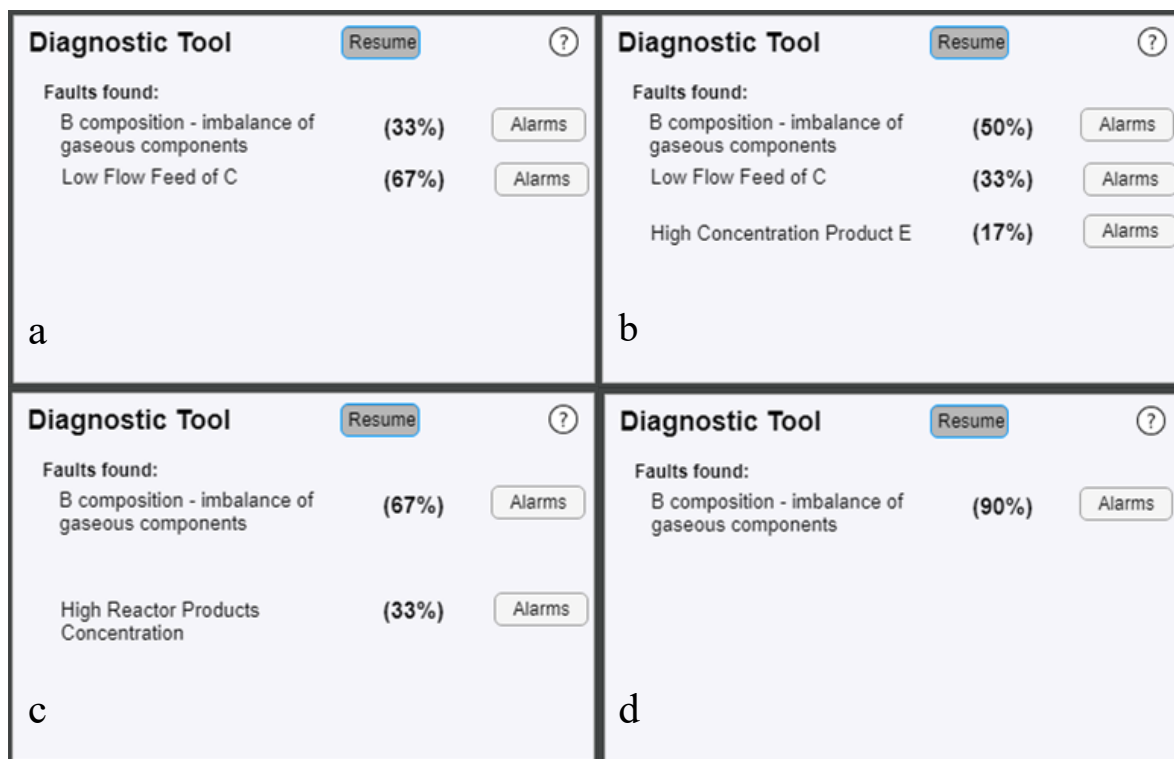 Diagnostic Tool Resume ?
Faults found:
B composition - imbalance of
gaseous components (33%) Alarms
Low Flow Feed of C (67%) Alarms
a
Diagnostic Tool Resume ?
Faults found:
B composition - imbalance of
gaseous components (50%) Alarms
Low Flow Feed of C (33%) Alarms
High Concentration Product E (17%) Alarms
b
Diagnostic Tool Resume ?
Faults found:
B composition - imbalance of
gaseous components (67%) Alarms
High Reactor Products
Concentration (33%) Alarms
c
Diagnostic Tool Resume ?
Faults found:
B composition - imbalance of
gaseous components (90%) Alarms
d